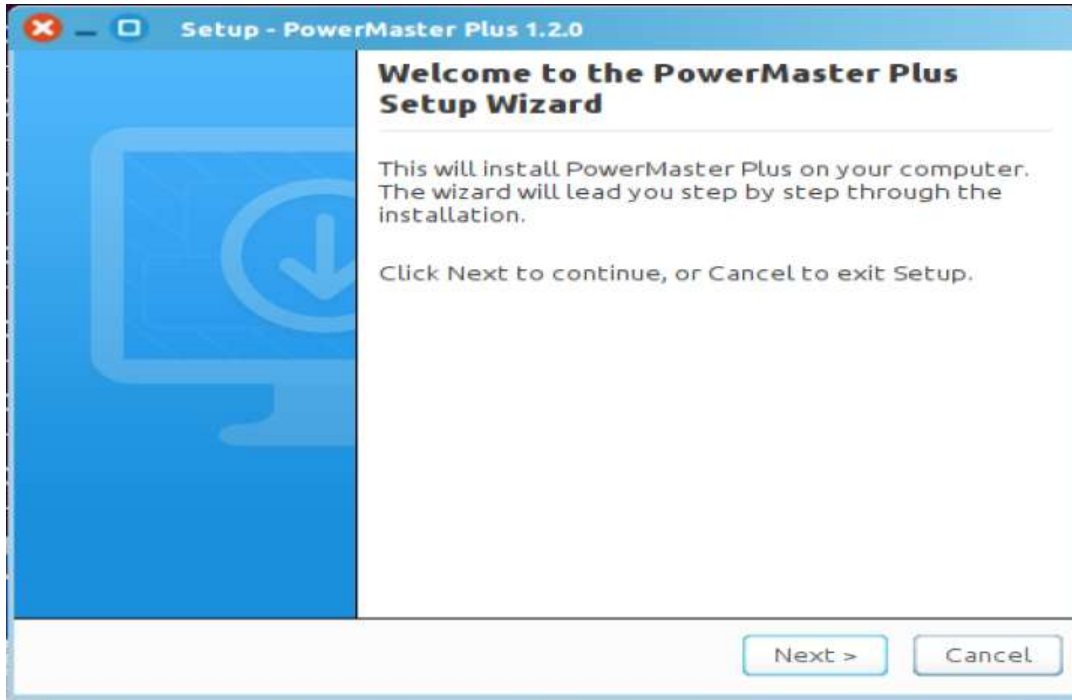 Setup - PowerMaster Plus 1.2.0
Welcome to the PowerMaster Plus
Setup Wizard
This will install PowerMaster Plus on your computer.
The wizard will lead you step by step through the
installation.
Click Next to continue, or Cancel to exit Setup.
Next >
Cancel